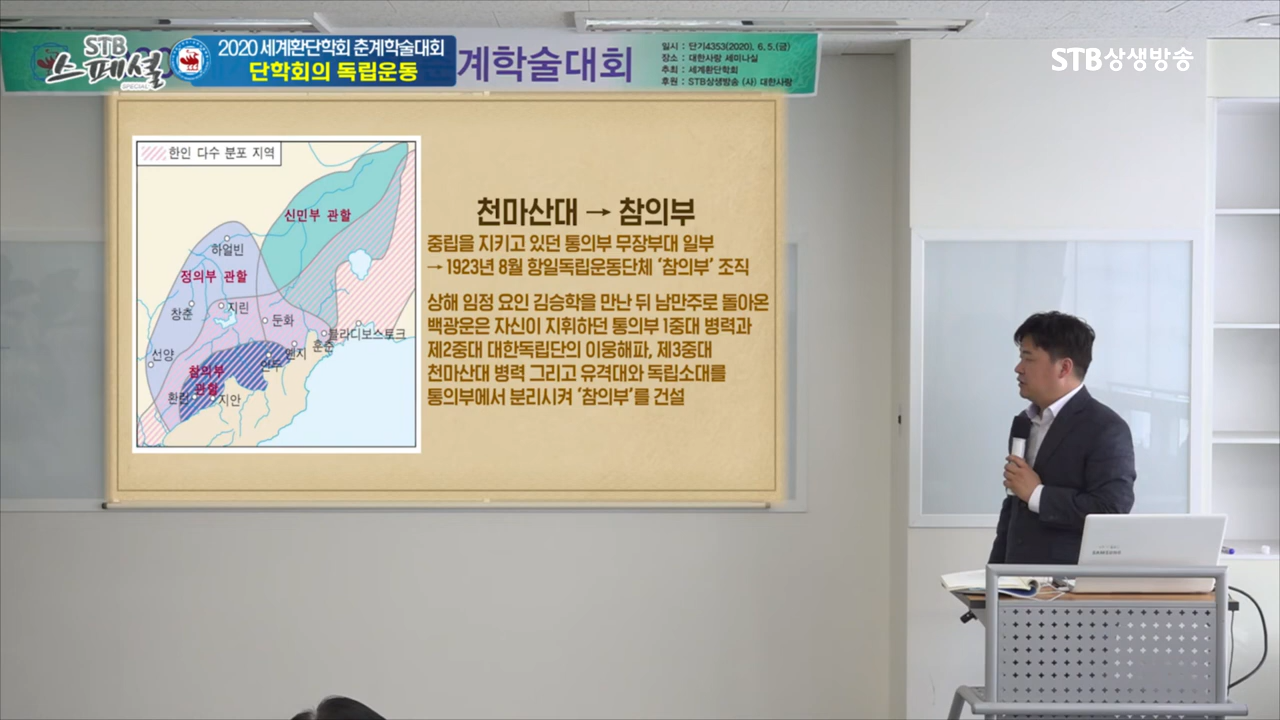 STB
스페셜
SPECIAL
2020 세계환단학회 춘계학술대회
단학회의 독립운동
계학술대회
일시 : 단기4353(2020). 6. 5.(금)
장소 : 대한사랑 세미나실
주최 : 세계환단학회
후원 : STB상생방송 (사) 대한사랑
STB상생방송
한인 다수 분포 지역
신민부 관할
하얼빈
정의부 관할
창춘
지린
둔화
블라디보스토크
훈춘
옌지
선양
참의부
관할
환런
지안
천마산대 → 참의부
중립을 지키고 있던 통의부 무장부대 일부
→ 1923년 8월 항일독립운동단체 '참의부' 조직
상해 임정 요인 김승학을 만난 뒤 남만주로 돌아온
백광운은 자신이 지휘하던 통의부 1중대 병력과
제2중대 대한독립단의 이웅해파, 제3중대
천마산대 병력 그리고 유격대와 독립소대를
통의부에서 분리시켜 '참의부'를 건설
SAMSUNG